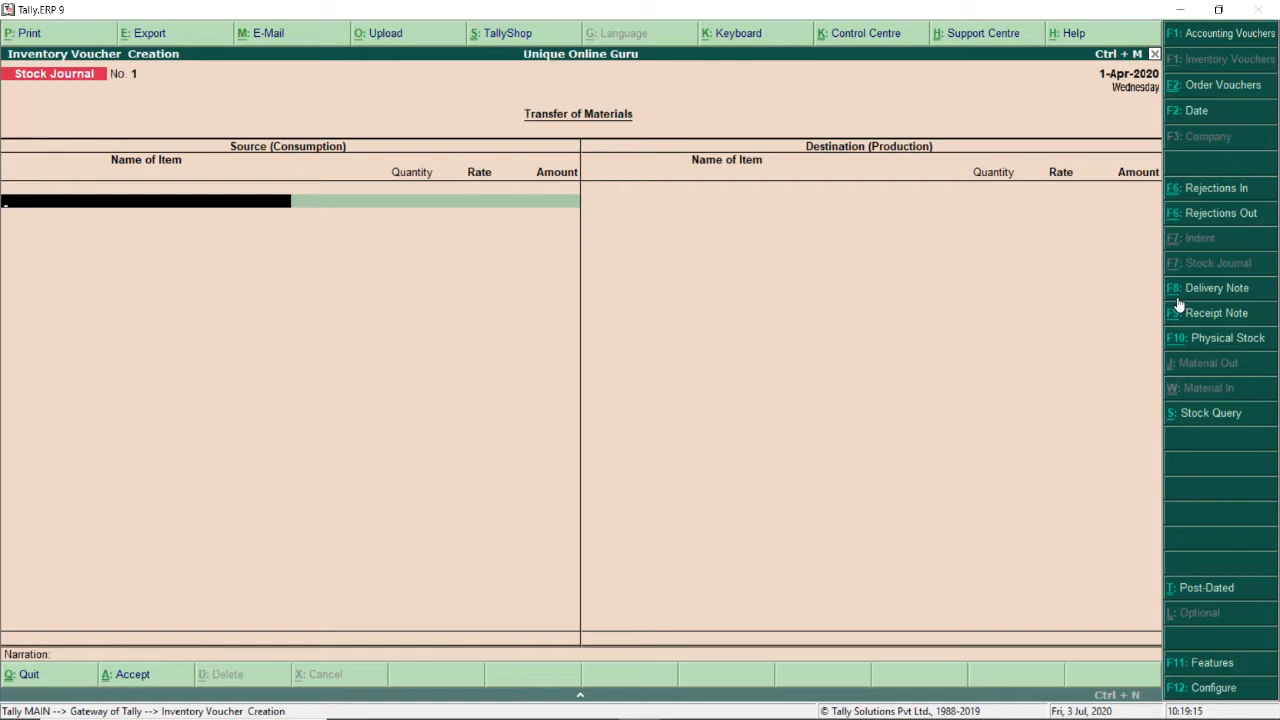 Tally.ERP 9
P: Print
E: Export
M: E-Mail
O: Upload
S: TallyShop
G: Language
K: Keyboard
K: Control Centre
H: Support Centre
H: Help
F1: Accounting Vouchers
Inventory Voucher Creation
Unique Online Guru
Ctrl + M
F1: Inventory Vouchers
Stock Journal No. 1
1-Apr-2020
Wednesday
Transfer of Materials
F2: Order Vouchers
F2: Date
F3: Company
Source (Consumption)
Destination (Production)
Name of Item
Quantity Rate Amount
Name of Item
Quantity Rate Amount
F6: Rejections In
F6: Rejections Out
F7: Indent
F7: Stock Journal
F8: Delivery Note
F9: Receipt Note
F10: Physical Stock
J: Material Out
W: Material In
S: Stock Query
T: Post-Dated
L: Optional
F11: Features
F12: Configure
Narration:
Q: Quit
A: Accept
D: Delete
X: Cancel
Ctrl + N
Tally MAIN --> Gateway of Tally --> Inventory Voucher Creation
© Tally Solutions Pvt Ltd., 1988-2019
Fri, 3 Jul, 2020
10:19:15